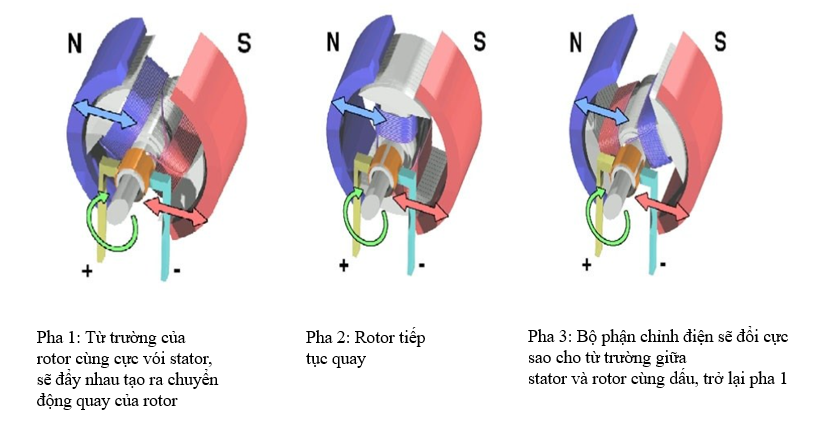 N S
N S
N S
+ -
+ -
+ -
Pha 1: Từ trường của
rotor cùng cực vói stator,
sẽ đẩy nhau tạo ra chuyển
động quay của rotor
Pha 2: Rotor tiếp
tục quay
Pha 3: Bộ phận chỉnh điện sẽ đổi cực
sao cho từ trường giữa
stator và rotor cùng dấu, trở lại pha 1